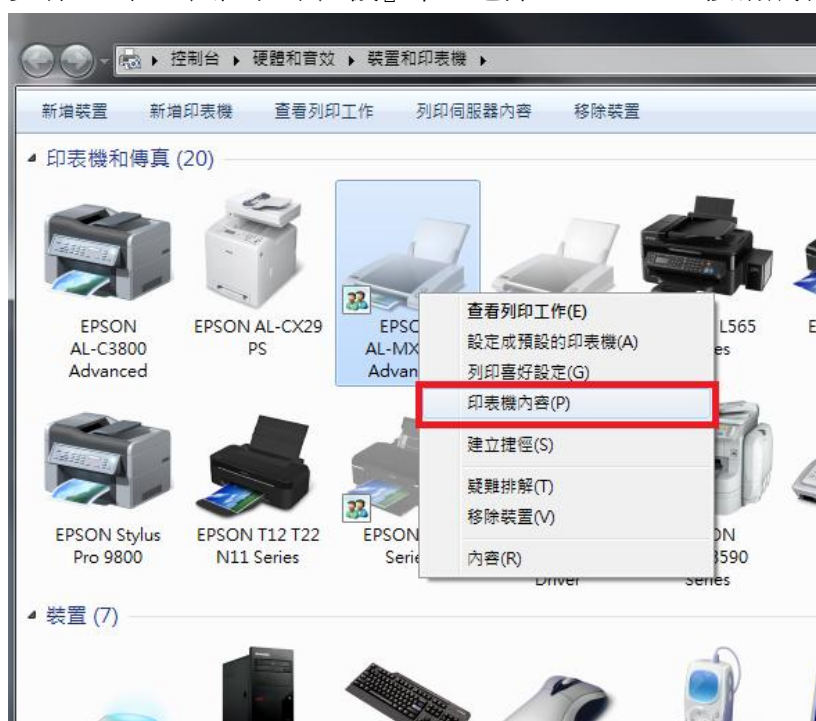 控制台 ▸ 硬體和音效 ▸ 裝置和印表機 ▸
新增裝置 新增印表機 查看列印工作 列印伺服器內容 移除裝置
印表機和傳真 (20)
EPSON
AL-C3800
Advanced
EPSON AL-CX29
PS
EPSO
AL-MX
Advan
L565
es
E
查看列印工作(E)
設定成預設的印表機(A)
列印喜好設定(G)
印表機內容(P)
建立捷徑(S)
疑難排解(T)
移除裝置(V)
內容(R)
EPSON Stylus
Pro 9800
EPSON T12 T22
N11 Series
EPSON
Serie
Driver
ON
3590
Series
裝置 (7)